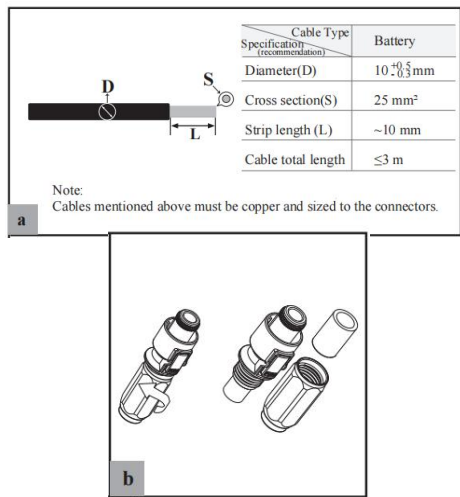 Cable Type
Specification
(recommendation)
Battery
Diameter(D)
10 +0.5 -0.3 mm
Cross section(S)
25 mm²
Strip length (L)
~10 mm
Cable total length
≤3 m
D
S
L
Note:
Cables mentioned above must be copper and sized to the connectors.
a
b